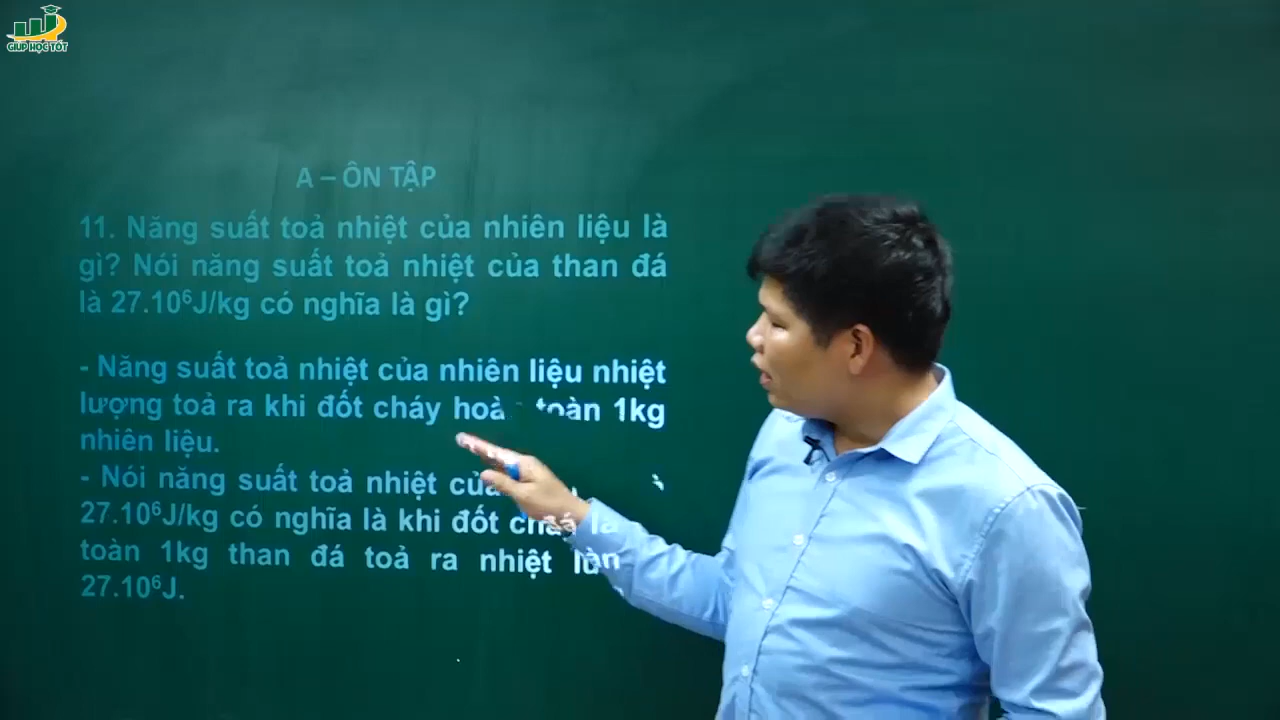 GIÚP HỌC TỐT
A – ÔN TẬP
11. Năng suất toả nhiệt của nhiên liệu là
gì? Nói năng suất toả nhiệt của than đá
là 27.10⁶J/kg có nghĩa là gì?
- Năng suất toả nhiệt của nhiên liệu nhiệt
lượng toả ra khi đốt cháy toàn 1kg
nhiên liệu.
- Nói năng suất toả nhiệt
27.10⁶J/kg có nghĩa là khi đốt
toàn 1kg than đá toả ra nhiệt
27.10⁶J.